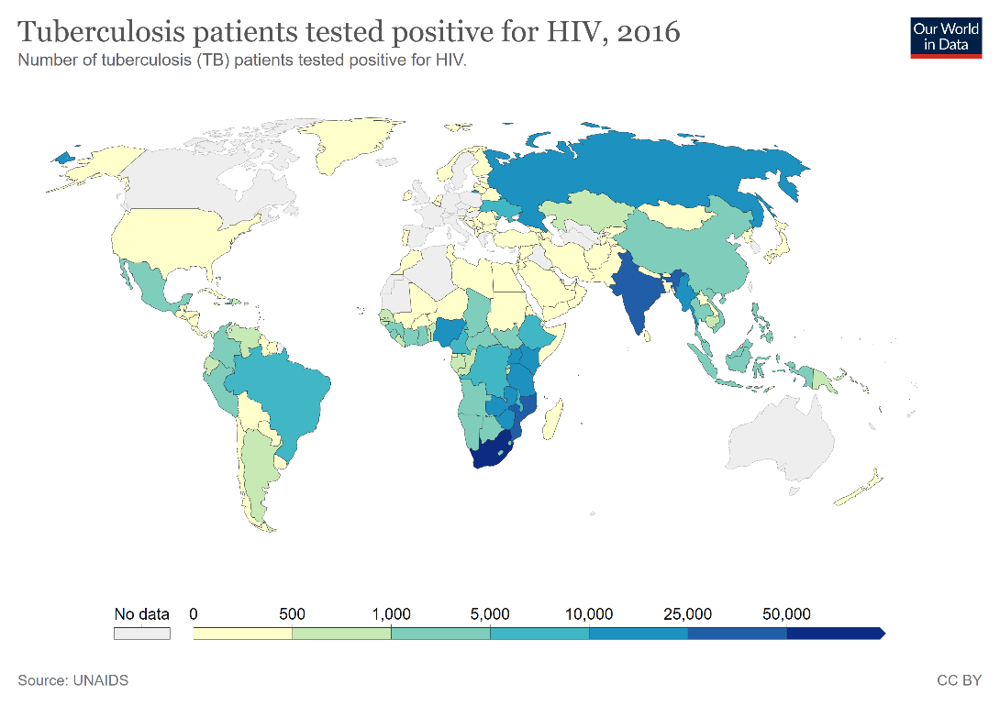 Tuberculosis patients tested positive for HIV, 2016
Number of tuberculosis (TB) patients tested positive for HIV.
Our World
in Data
No data 0 500 1,000 5,000 10,000 25,000 50,000
Source: UNAIDS
CC BY